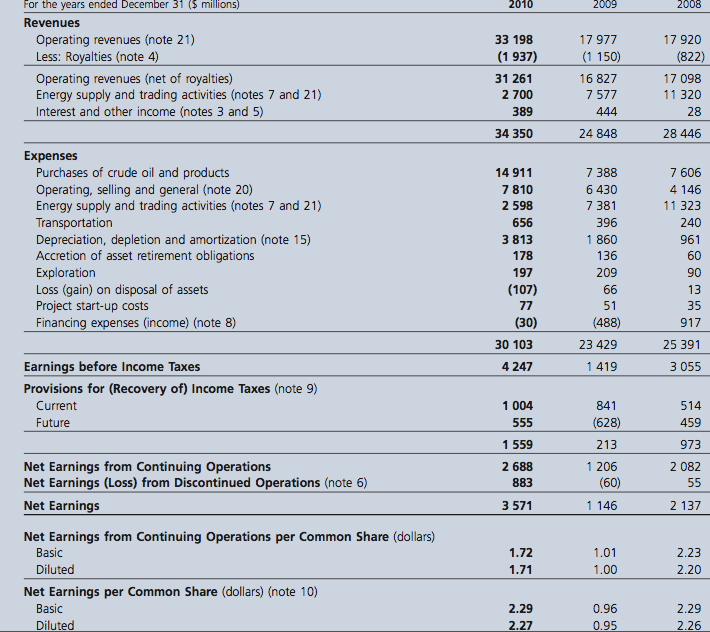 For the years ended December 31 ($ millions) 2010 2009 2008
Revenues
Operating revenues (note 21) 33 198 17 977 17 920
Less: Royalties (note 4) (1 937) (1 150) (822)
Operating revenues (net of royalties) 31 261 16 827 17 098
Energy supply and trading activities (notes 7 and 21) 2 700 7 577 11 320
Interest and other income (notes 3 and 5) 389 444 28
34 350 24 848 28 446
Expenses
Purchases of crude oil and products 14 911 7 388 7 606
Operating, selling and general (note 20) 7 810 6 430 4 146
Energy supply and trading activities (notes 7 and 21) 2 598 7 381 11 323
Transportation 656 396 240
Depreciation, depletion and amortization (note 15) 3 813 1 860 961
Accretion of asset retirement obligations 178 136 60
Exploration 197 209 90
Loss (gain) on disposal of assets (107) 66 13
Project start-up costs 77 51 35
Financing expenses (income) (note 8) (30) (488) 917
30 103 23 429 25 391
Earnings before Income Taxes 4 247 1 419 3 055
Provisions for (Recovery of) Income Taxes (note 9)
Current 1 004 841 514
Future 555 (628) 459
1 559 213 973
Net Earnings from Continuing Operations 2 688 1 206 2 082
Net Earnings (Loss) from Discontinued Operations (note 6) 883 (60) 55
Net Earnings 3 571 1 146 2 137
Net Earnings from Continuing Operations per Common Share (dollars)
Basic 1.72 1.01 2.23
Diluted 1.71 1.00 2.20
Net Earnings per Common Share (dollars) (note 10)
Basic 2.29 0.96 2.29
Diluted 2.27 0.95 2.26